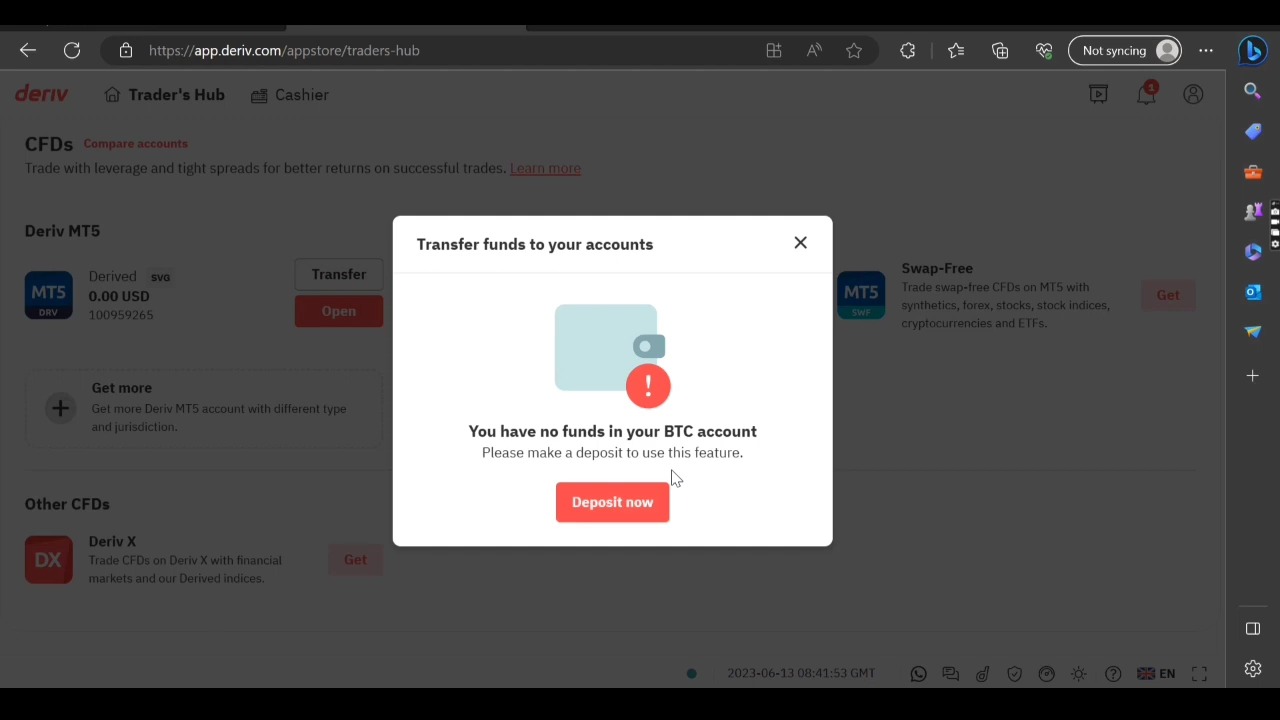 https://app.deriv.com/appstore/traders-hub
Not syncing
deriv
Trader's Hub
Cashier
1
CFDs
Compare accounts
Trade with leverage and tight spreads for better returns on successful trades. Learn more
Deriv MT5
MT5
DRV
Derived SVG
0.00 USD
100959265
Transfer
Open
Transfer funds to your accounts
!
You have no funds in your BTC account
Please make a deposit to use this feature.
Deposit now
MT5
SWF
Swap-Free
Trade swap-free CFDs on MT5 with
synthetics, forex, stocks, stock indices,
cryptocurrencies and ETFs.
Get
Get more
Get more Deriv MT5 account with different type
and jurisdiction.
Other CFDs
DX
Deriv X
Trade CFDs on Deriv X with financial
markets and our Derived indices.
Get
2023-06-13 08:41:53 GMT
EN